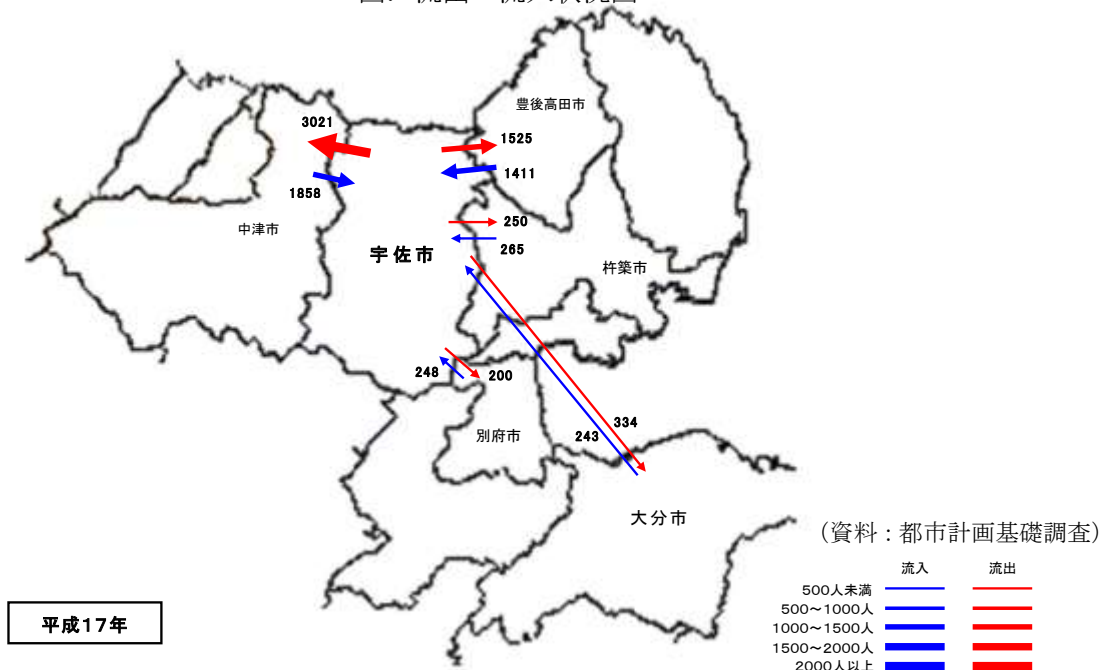 豊後高田市
3021
1525
1411
1858
中津市
250
265
宇佐市
杵築市
248
200
334
243
別府市
大分市
（資料：都市計画基礎調査）
流入　流出
500人未満
500～1000人
1000～1500人
1500～2000人
2000人以上
平成17年